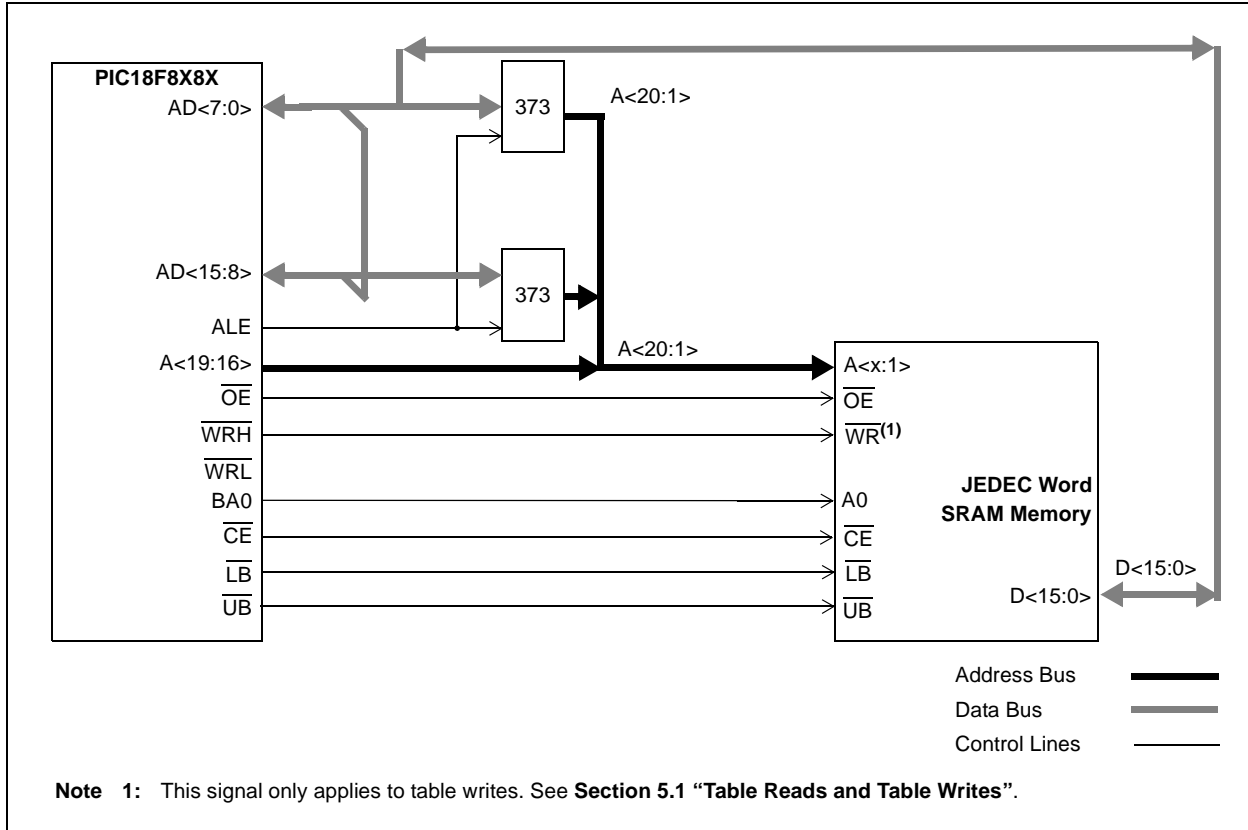 PIC18F8X8X
AD<7:0>
373
A<20:1>
AD<15:8>
373
ALE
A<19:16>
A<20:1>
A<x:1>
OE
OE
WRH
WR(1)
WRL
BA0
A0
JEDEC Word
SRAM Memory
CE
CE
LB
LB
UB
UB
D<15:0>
D<15:0>
Address Bus
Data Bus
Control Lines
Note 1: This signal only applies to table writes. See Section 5.1 “Table Reads and Table Writes”.